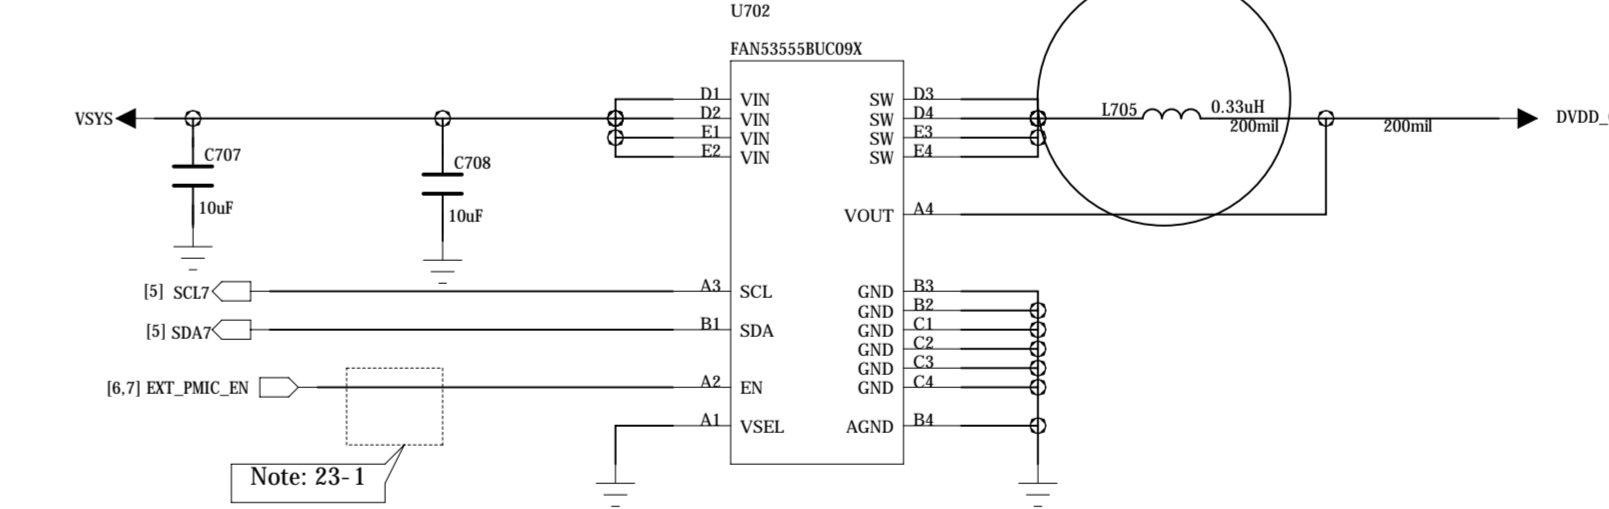 U702
FAN53555BUC09X
VSYS
C707
10uF
C708
10uF
D1 VIN
D2 VIN
E1 VIN
E2 VIN
SW D3
SW D4
SW E3
SW E4
L705 0.33uH
200mil
200mil
DVDD_
VOUT A4
[5] SCL7
A3 SCL
[5] SDA7
B1 SDA
[6,7] EXT_PMIC_EN
A2 EN
A1 VSEL
GND B3
GND B2
GND C1
GND C2
GND C3
GND C4
AGND B4
Note: 23-1